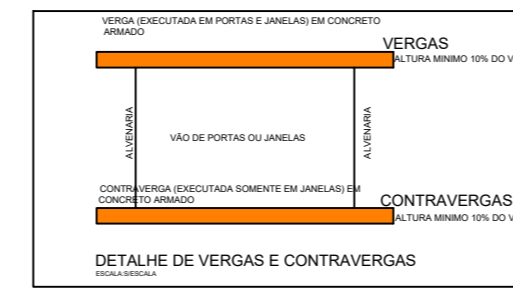 VERGA (EXECUTADA EM PORTAS E JANELAS) EM CONCRETO
ARMADO
VERGAS
ALTURA MINIMO 10% DO V
ALVENARIA
VÃO DE PORTAS OU JANELAS
ALVENARIA
CONTRAVERGA (EXECUTADA SOMENTE EM JANELAS) EM
CONCRETO ARMADO
CONTRAVERGAS
ALTURA MINIMO 10% DO V
DETALHE DE VERGAS E CONTRAVERGAS
ESCALA:S/ESCALA